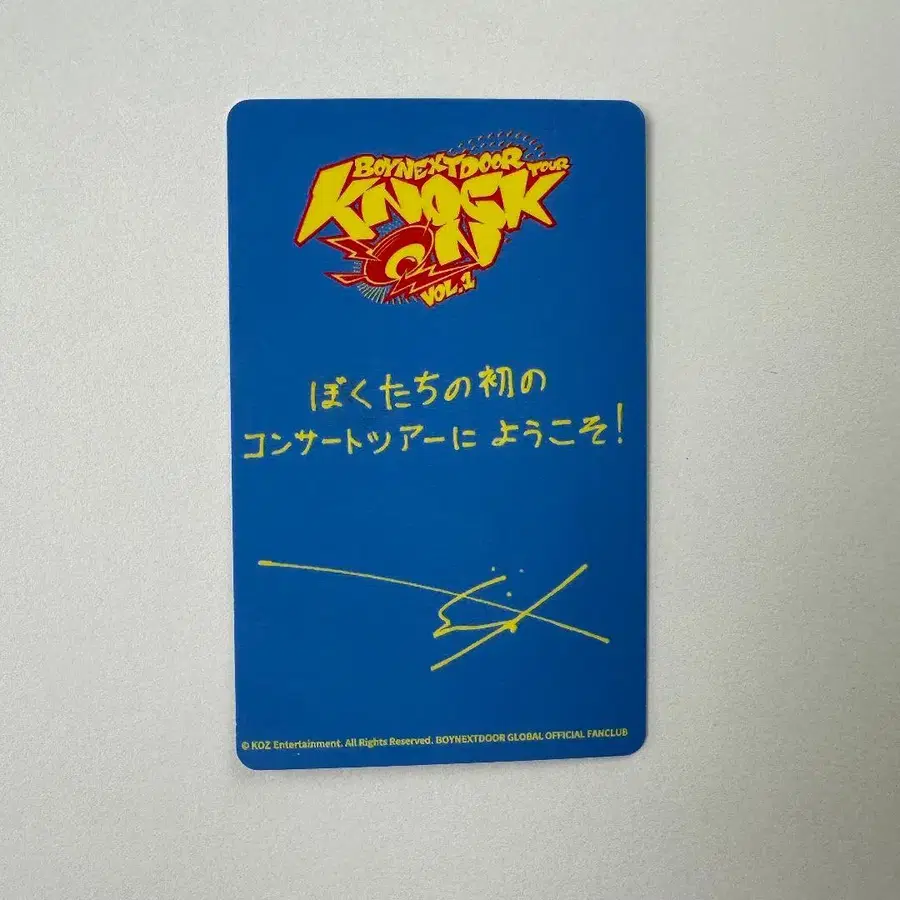 BOYNEXTDOOR TOUR
KNOCK
ON
VOL.1
ぼくたちの初の
コンサートツアーに ようこそ!
© KOZ Entertainment. All Rights Reserved. BOYNEXTDOOR GLOBAL OFFICIAL FANCLUB